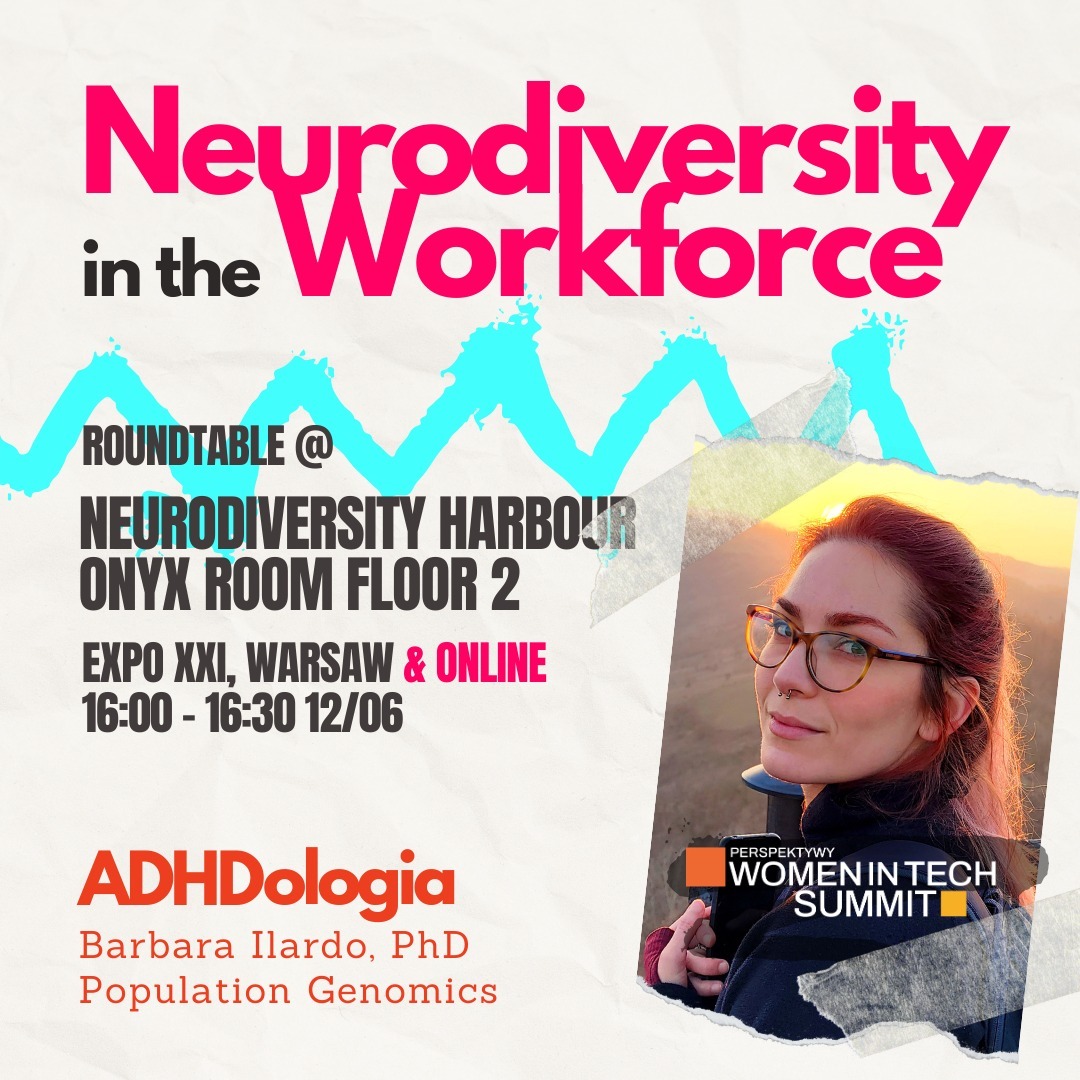 Neurodiversity
in the Workforce
ROUNDTABLE @
NEURODIVERSITY HARBOUR
ONYX ROOM FLOOR 2
EXPO XXI, WARSAW & ONLINE
16:00 - 16:30 12/06
ADHDologia
Barbara Ilardo, PhD
Population Genomics
PERSPEKTYWY
WOMEN IN TECH
SUMMIT